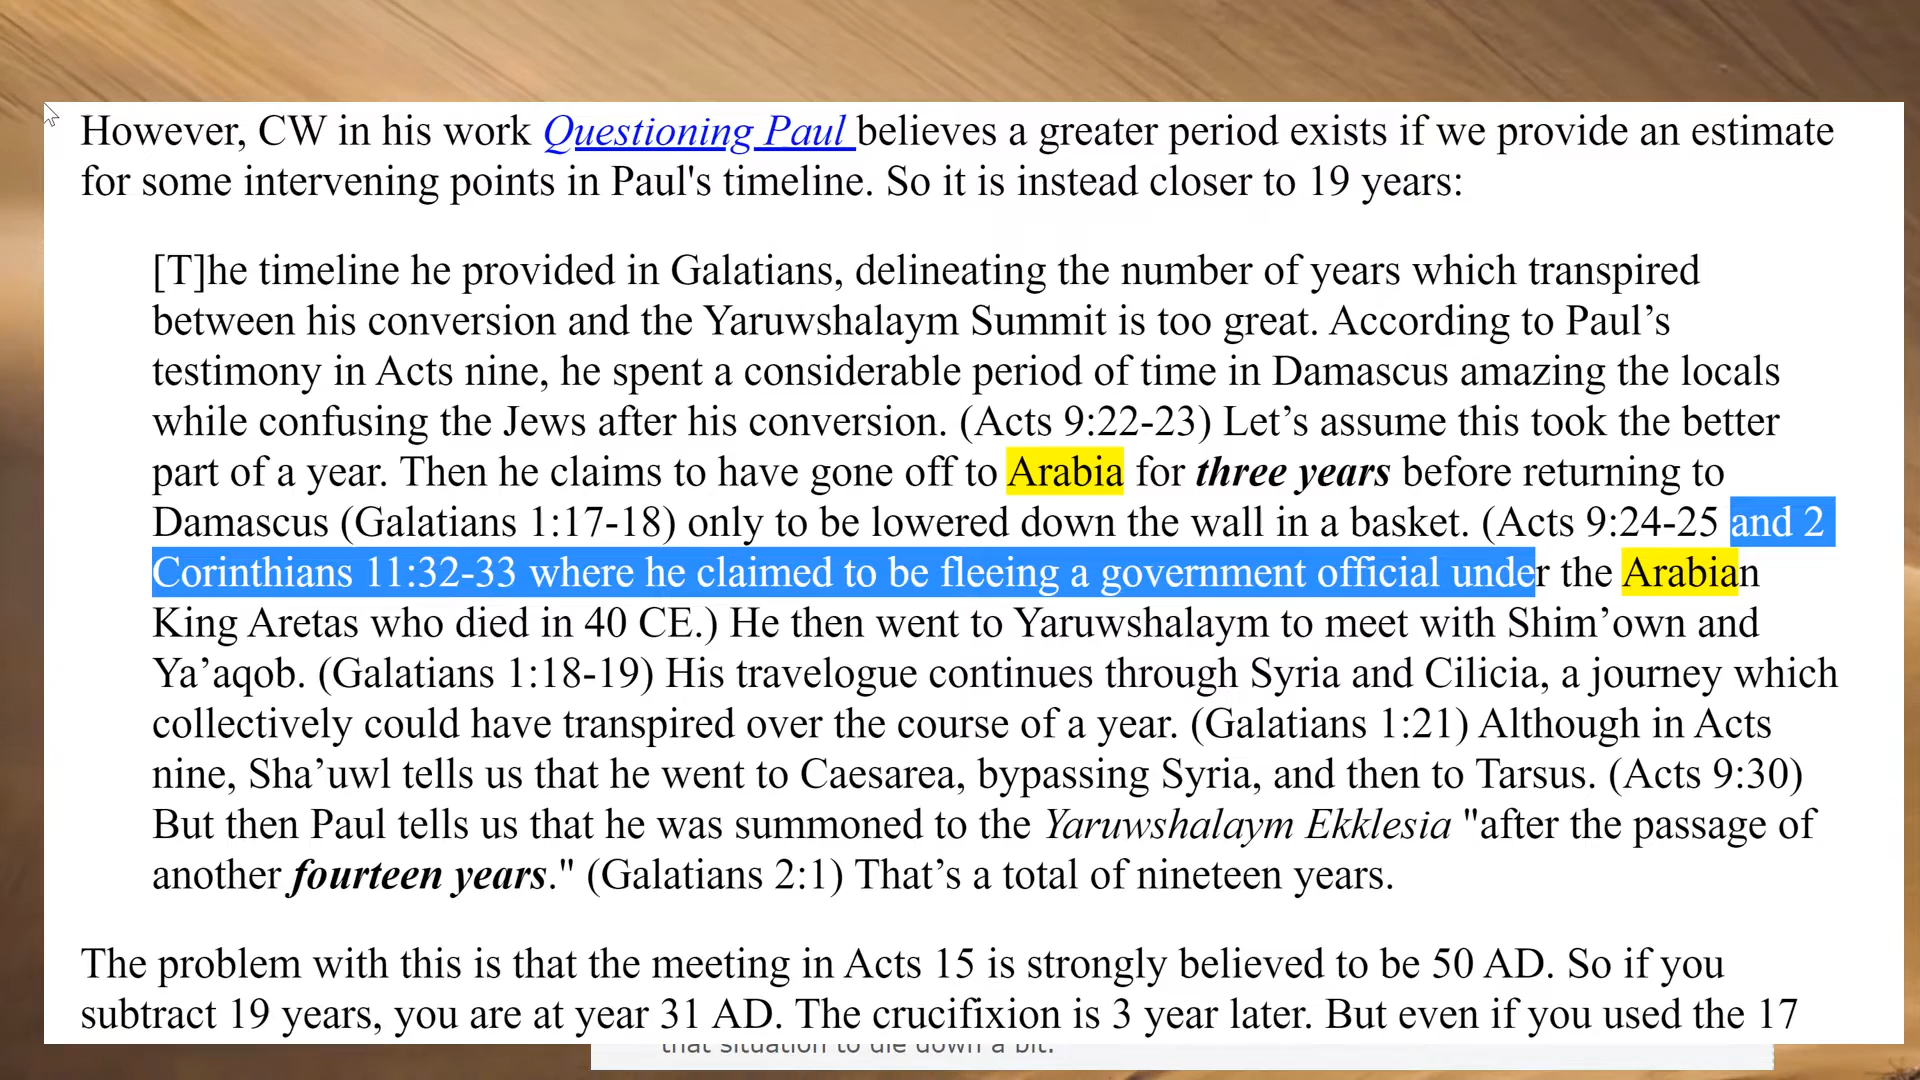 However, CW in his work Questioning Paul believes a greater period exists if we provide an estimate
for some intervening points in Paul's timeline. So it is instead closer to 19 years:
[T]he timeline he provided in Galatians, delineating the number of years which transpired
between his conversion and the Yaruwshalaym Summit is too great. According to Paul’s
testimony in Acts nine, he spent a considerable period of time in Damascus amazing the locals
while confusing the Jews after his conversion. (Acts 9:22-23) Let’s assume this took the better
part of a year. Then he claims to have gone off to Arabia for three years before returning to
Damascus (Galatians 1:17-18) only to be lowered down the wall in a basket. (Acts 9:24-25 and 2
Corinthians 11:32-33 where he claimed to be fleeing a government official under the Arabian
King Aretas who died in 40 CE.) He then went to Yaruwshalaym to meet with Shim’own and
Ya’aqob. (Galatians 1:18-19) His travelogue continues through Syria and Cilicia, a journey which
collectively could have transpired over the course of a year. (Galatians 1:21) Although in Acts
nine, Sha’uwl tells us that he went to Caesarea, bypassing Syria, and then to Tarsus. (Acts 9:30)
But then Paul tells us that he was summoned to the Yaruwshalaym Ekklesia "after the passage of
another fourteen years." (Galatians 2:1) That’s a total of nineteen years.
The problem with this is that the meeting in Acts 15 is strongly believed to be 50 AD. So if you
subtract 19 years, you are at year 31 AD. The crucifixion is 3 year later. But even if you used the 17
that situation to die down a bit.